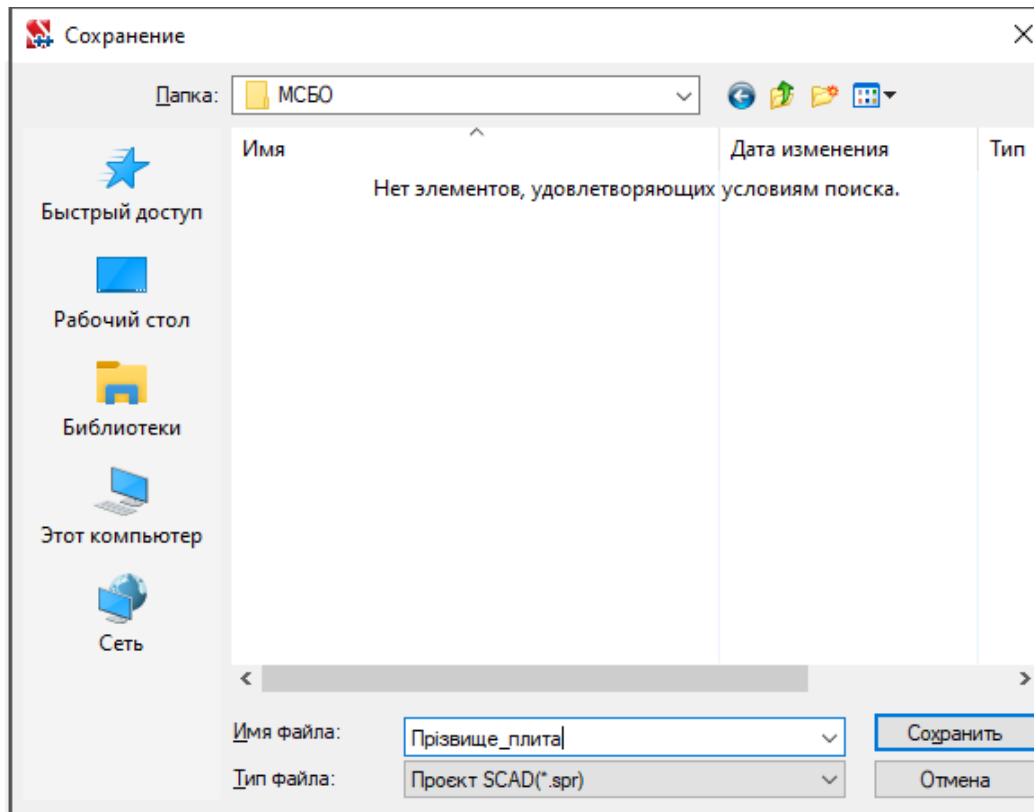 Сохранение
Папка: МСБО
Имя Дата изменения Тип
Нет элементов, удовлетворяющих условиям поиска.
Быстрый доступ
Рабочий стол
Библиотеки
Этот компьютер
Сеть
Имя файла: Прізвище_плита Сохранить
Тип файла: Проєкт SCAD(*.spr) Отмена